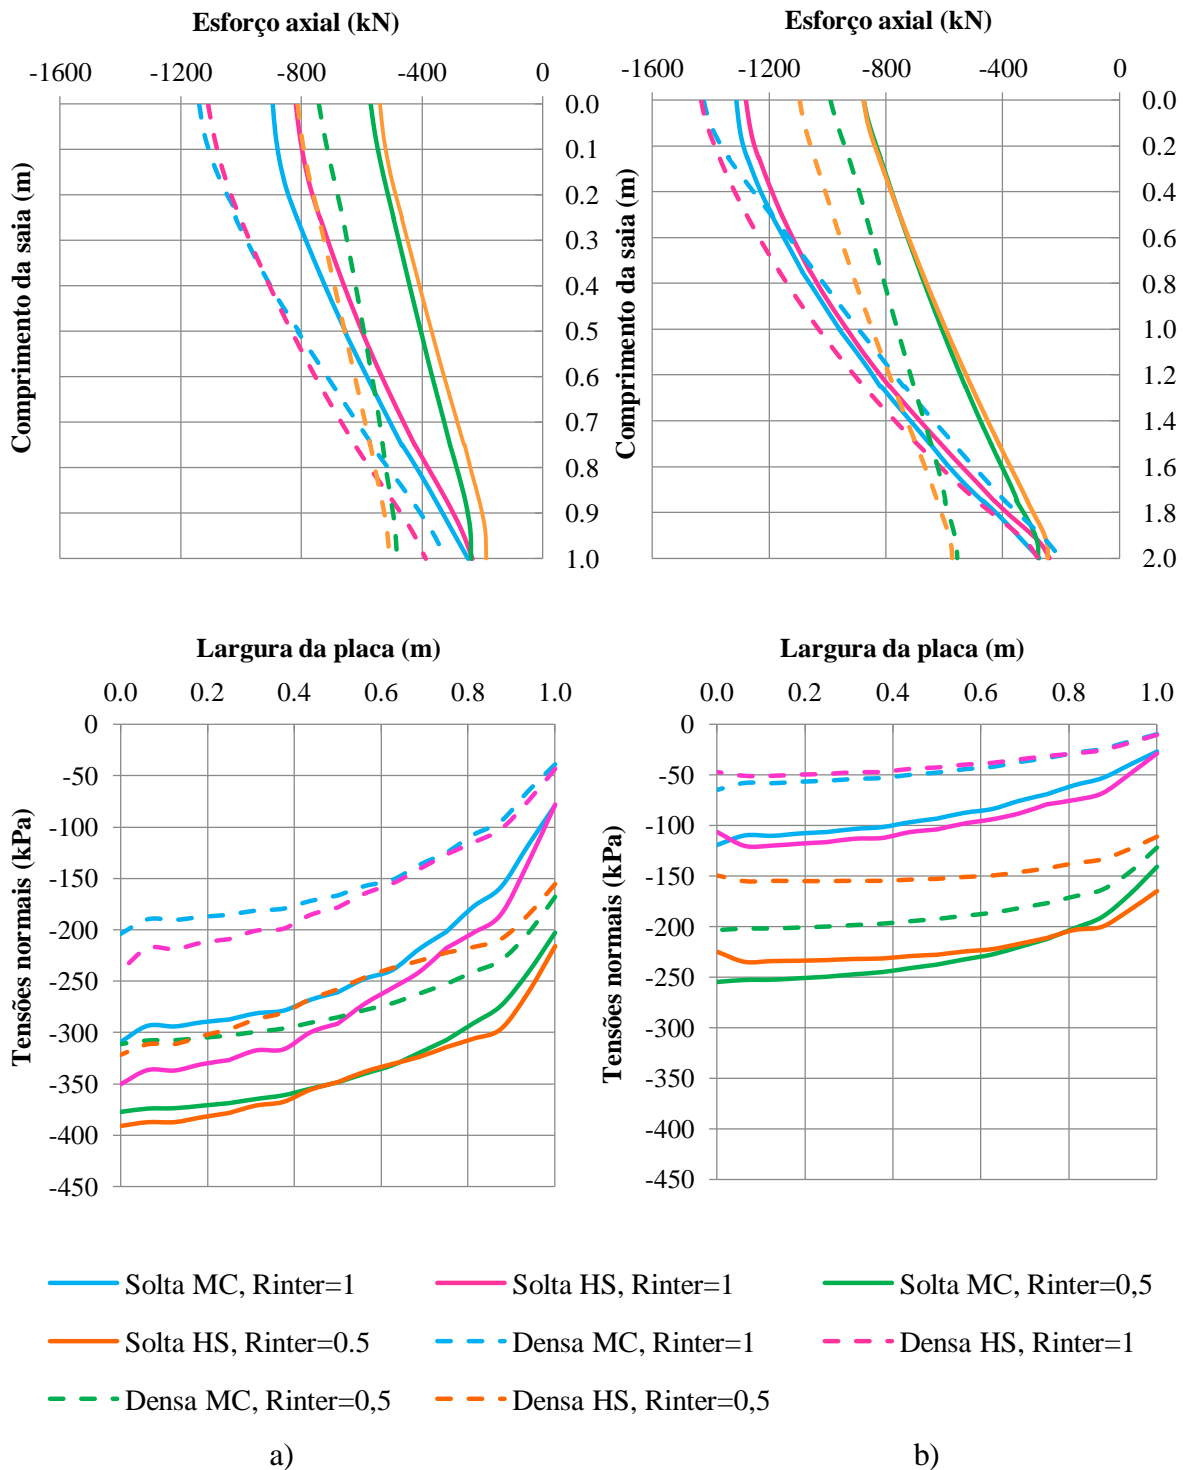 Esforço axial (kN)
-1600 -1200 -800 -400 0
0.0
0.1
0.2
0.3
0.4
0.5
0.6
0.7
0.8
0.9
1.0
Comprimento da saia (m)
Esforço axial (kN)
-1600 -1200 -800 -400 0
0.0
0.2
0.4
0.6
0.8
1.0
1.2
1.4
1.6
1.8
2.0
Comprimento da saia (m)
Largura da placa (m)
0.0 0.2 0.4 0.6 0.8 1.0
0
-50
-100
-150
-200
-250
-300
-350
-400
-450
Tensões normais (kPa)
Largura da placa (m)
0.0 0.2 0.4 0.6 0.8 1.0
0
-50
-100
-150
-200
-250
-300
-350
-400
-450
Tensões normais (kPa)
Solta MC, Rinter=1 Solta HS, Rinter=1 Solta MC, Rinter=0,5
Solta HS, Rinter=0.5 Densa MC, Rinter=1 Densa HS, Rinter=1
Densa MC, Rinter=0,5 Densa HS, Rinter=0,5
a) b)